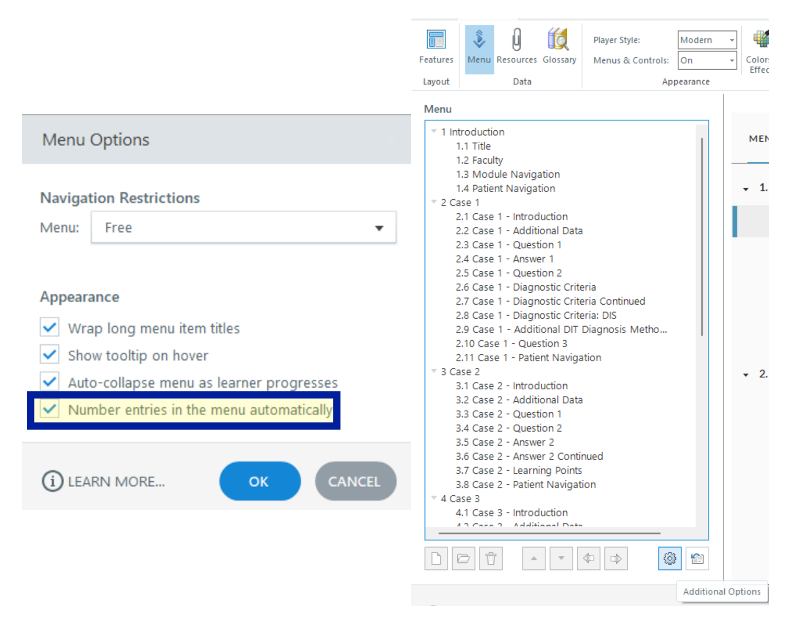 Menu Options
Navigation Restrictions
Menu: Free
Appearance
Wrap long menu item titles
Show tooltip on hover
Auto-collapse menu as learner progresses
Number entries in the menu automatically
LEARN MORE...
OK
CANCEL
Features
Menu
Resources
Glossary
Player Style: Modern
Menus & Controls: On
Layout
Data
Appearance
Menu
1 Introduction
1.1 Title
1.2 Faculty
1.3 Module Navigation
1.4 Patient Navigation
2 Case 1
2.1 Case 1 - Introduction
2.2 Case 1 - Additional Data
2.3 Case 1 - Question 1
2.4 Case 1 - Answer 1
2.5 Case 1 - Question 2
2.6 Case 1 - Diagnostic Criteria
2.7 Case 1 - Diagnostic Criteria Continued
2.8 Case 1 - Diagnostic Criteria: DIS
2.9 Case 1 - Additional DIT Diagnosis Metho...
2.10 Case 1 - Question 3
2.11 Case 1 - Patient Navigation
3 Case 2
3.1 Case 2 - Introduction
3.2 Case 2 - Additional Data
3.3 Case 2 - Question 1
3.4 Case 2 - Question 2
3.5 Case 2 - Answer 2
3.6 Case 2 - Answer 2 Continued
3.7 Case 2 - Learning Points
3.8 Case 2 - Patient Navigation
4 Case 3
4.1 Case 3 - Introduction
4.2 Case 3 - Additional Data
1.
2.
Additional Options